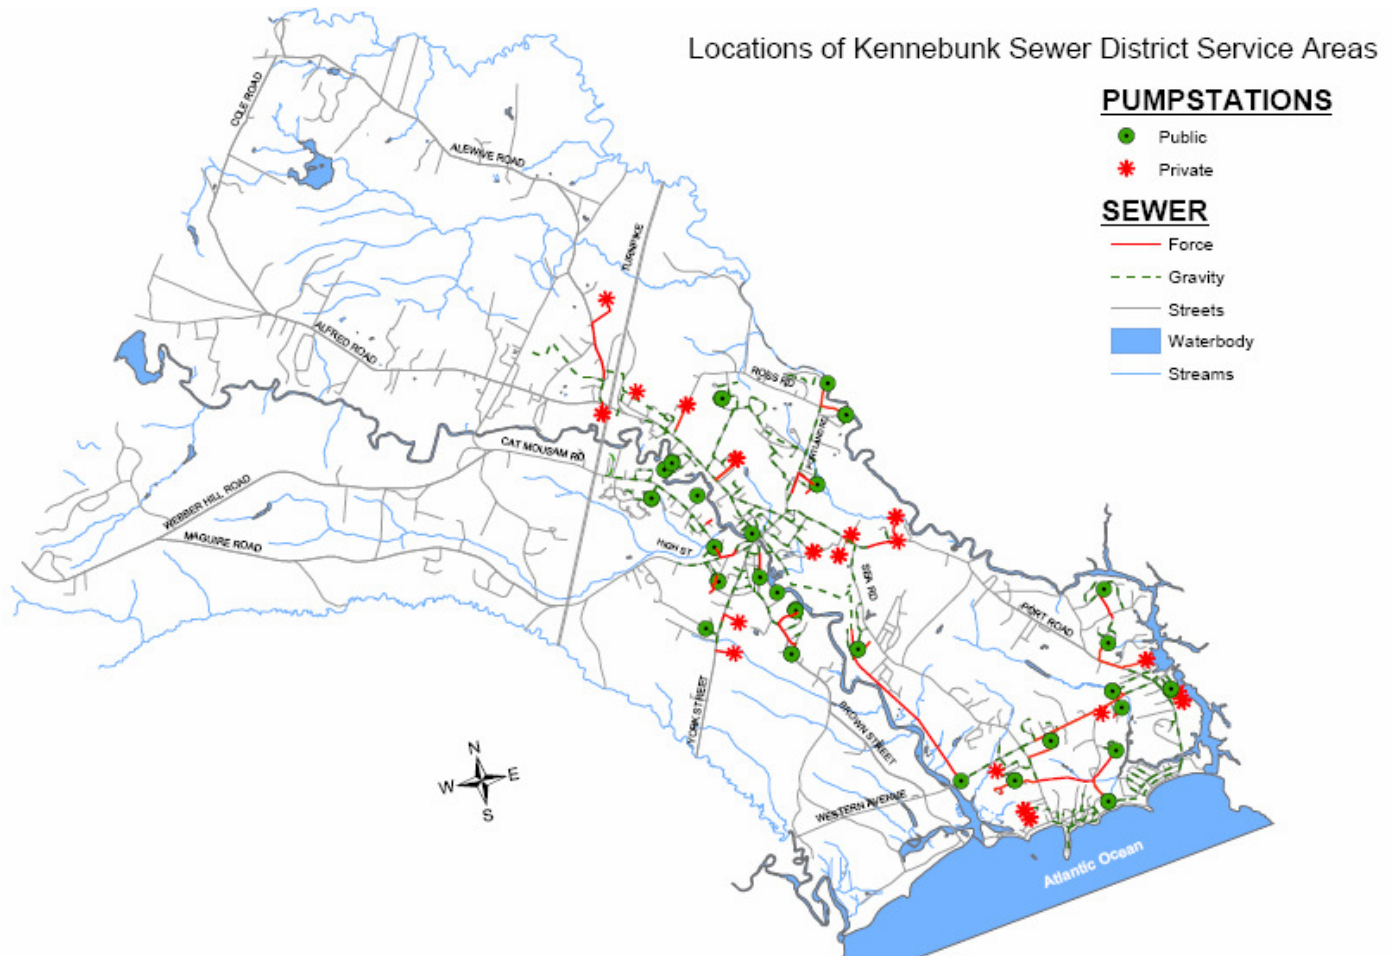 Locations of Kennebunk Sewer District Service Areas
PUMPSTATIONS
Public
Private
SEWER
Force
Gravity
Streets
Waterbody
Streams
COLE ROAD
ALEWIVE ROAD
TURNPIKE
ALFRED ROAD
ROSS RD
PORTLAND RD
CAT MOUSAM RD
WEBBER HILL ROAD
MAGUIRE ROAD
HIGH ST
SEA RD
PORT ROAD
YORK STREET
BROWN STREET
WESTERN AVENUE
N
W
E
S
Atlantic Ocean